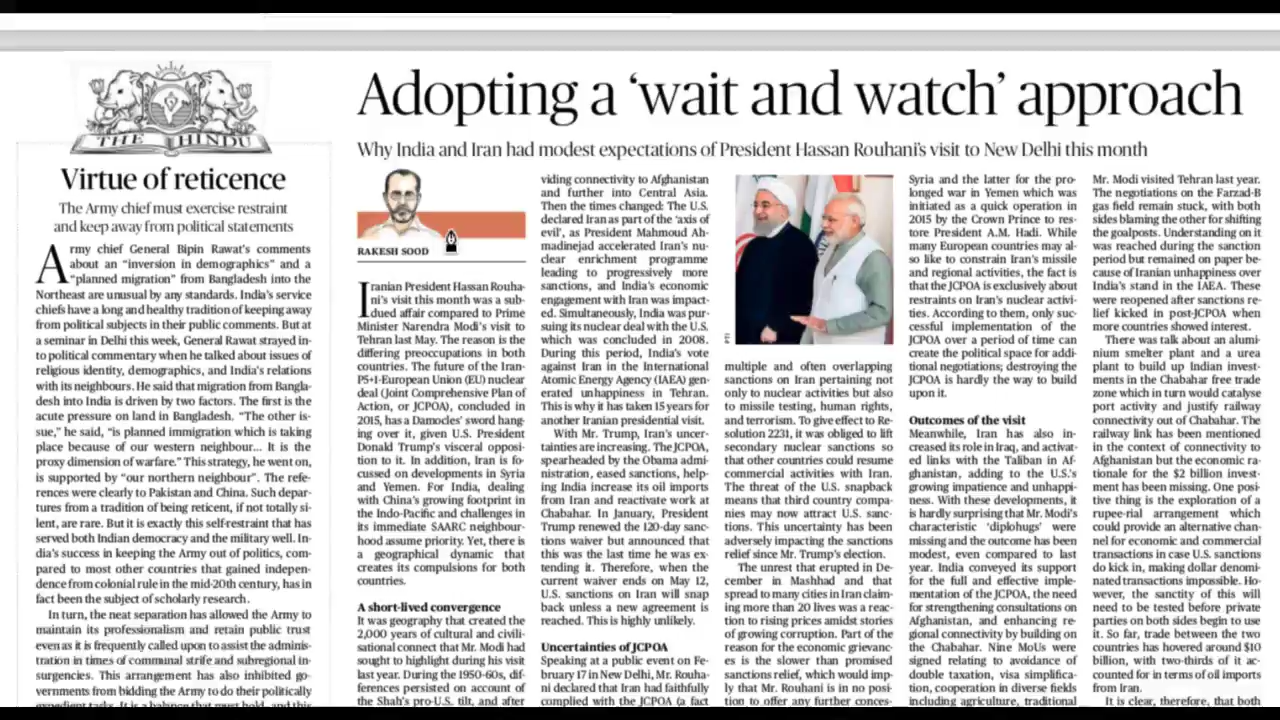 THE HINDU
Virtue of reticence
The Army chief must exercise restraint
and keep away from political statements
Army chief General Bipin Rawat's comments
about an “inversion in demographics” and a
“planned migration” from Bangladesh into the
Northeast are unusual by any standards. India's service
chiefs have a long and healthy tradition of keeping away
from political subjects in their public comments. But at
a seminar in Delhi this week, General Rawat strayed in-
to political commentary when he talked about issues of
religious identity, demographics, and India's relations
with its neighbours. He said that migration from Bangla-
desh into India is driven by two factors. The first is the
acute pressure on land in Bangladesh. “The other is-
sue,” he said, “is planned immigration which is taking
place because of our western neighbour... It is the
proxy dimension of warfare.” This strategy, he went on,
is supported by “our northern neighbour”. The refe-
rences were clearly to Pakistan and China. Such depar-
tures from a tradition of being reticent, if not totally si-
lent, are rare. But it is exactly this self-restraint that has
served both Indian democracy and the military well. In-
dia's success in keeping the Army out of politics, com-
pared to most other countries that gained indepen-
dence from colonial rule in the mid-20th century, has in
fact been the subject of scholarly research.
In turn, the neat separation has allowed the Army to
maintain its professionalism and retain public trust
even as it is frequently called upon to assist the adminis-
tration in times of communal strife and subregional in-
surgencies. This arrangement has also inhibited go-
vernments from bidding the Army to do their politically
expedient tasks. It is a balance that must hold, and this
Adopting a ‘wait and watch’ approach
Why India and Iran had modest expectations of President Hassan Rouhani's visit to New Delhi this month
RAKESH SOOD
Iranian President Hassan Rouha-
ni's visit this month was a sub-
dued affair compared to Prime
Minister Narendra Modi's visit to
Tehran last May. The reason is the
differing preoccupations in both
countries. The future of the Iran-
P5+1-European Union (EU) nuclear
deal (Joint Comprehensive Plan of
Action, or JCPOA), concluded in
2015, has a Damocles' sword hang-
ing over it, given U.S. President
Donald Trump's visceral opposi-
tion to it. In addition, Iran is fo-
cussed on developments in Syria
and Yemen. For India, dealing
with China's growing footprint in
the Indo-Pacific and challenges in
its immediate SAARC neighbour-
hood assume priority. Yet, there is
a geographical dynamic that
creates its compulsions for both
countries.
A short-lived convergence
It was geography that created the
2,000 years of cultural and civili-
sational connect that Mr. Modi had
sought to highlight during his visit
last year. During the 1950-60s, dif-
ferences persisted on account of
the Shah's pro-U.S. tilt, and after
viding connectivity to Afghanistan
and further into Central Asia.
Then the times changed: The U.S.
declared Iran as part of the ‘axis of
evil’, as President Mahmoud Ah-
madinejad accelerated Iran's nu-
clear enrichment programme
leading to progressively more
sanctions, and India's economic
engagement with Iran was impact-
ed. Simultaneously, India was pur-
suing its nuclear deal with the U.S.
which was concluded in 2008.
During this period, India's vote
against Iran in the International
Atomic Energy Agency (IAEA) gen-
erated unhappiness in Tehran.
This is why it has taken 15 years for
another Iranian presidential visit.
With Mr. Trump, Iran's uncer-
tainties are increasing. The JCPOA,
spearheaded by the Obama admi-
nistration, eased sanctions, help-
ing India increase its oil imports
from Iran and reactivate work at
Chabahar. In January, President
Trump renewed the 120-day sanc-
tions waiver but announced that
this was the last time he was ex-
tending it. Therefore, when the
current waiver ends on May 12,
U.S. sanctions on Iran will snap
back unless a new agreement is
reached. This is highly unlikely.
Uncertainties of JCPOA
Speaking at a public event on Fe-
bruary 17 in New Delhi, Mr. Rouha-
ni declared that Iran had faithfully
complied with the JCPOA (a fact
PTI
multiple and often overlapping
sanctions on Iran pertaining not
only to nuclear activities but also
to missile testing, human rights,
and terrorism. To give effect to Re-
solution 2231, it was obliged to lift
secondary nuclear sanctions so
that other countries could resume
commercial activities with Iran.
The threat of the U.S. snapback
means that third country compa-
nies may now attract U.S. sanc-
tions. This uncertainty has been
adversely impacting the sanctions
relief since Mr. Trump's election.
The unrest that erupted in De-
cember in Mashhad and that
spread to many cities in Iran claim-
ing more than 20 lives was a reac-
tion to rising prices amidst stories
of growing corruption. Part of the
reason for the economic grievanc-
es is the slower than promised
sanctions relief, which would imp-
ly that Mr. Rouhani is in no posi-
tion to offer any further conces-
Syria and the latter for the pro-
longed war in Yemen which was
initiated as a quick operation in
2015 by the Crown Prince to res-
tore President A.M. Hadi. While
many European countries may al-
so like to constrain Iran's missile
and regional activities, the fact is
that the JCPOA is exclusively about
restraints on Iran's nuclear activi-
ties. According to them, only suc-
cessful implementation of the
JCPOA over a period of time can
create the political space for addi-
tional negotiations; destroying the
JCPOA is hardly the way to build
upon it.
Outcomes of the visit
Meanwhile, Iran has also in-
creased its role in Iraq, and activat-
ed links with the Taliban in Af-
ghanistan, adding to the U.S.'s
growing impatience and unhappi-
ness. With these developments, it
is hardly surprising that Mr. Modi's
characteristic ‘diplohugs’ were
missing and the outcome has been
modest, even compared to last
year. India conveyed its support
for the full and effective imple-
mentation of the JCPOA, the need
for strengthening consultations on
Afghanistan, and enhancing re-
gional connectivity by building on
the Chabahar. Nine MoUs were
signed relating to avoidance of
double taxation, visa simplifica-
tion, cooperation in diverse fields
including agriculture, traditional
Mr. Modi visited Tehran last year.
The negotiations on the Farzad-B
gas field remain stuck, with both
sides blaming the other for shifting
the goalposts. Understanding on it
was reached during the sanction
period but remained on paper be-
cause of Iranian unhappiness over
India's stand in the IAEA. These
were reopened after sanctions re-
lief kicked in post-JCPOA when
more countries showed interest.
There was talk about an alumini-
um smelter plant and a urea
plant to build up Indian invest-
ments in the Chabahar free trade
zone which in turn would catalyse
port activity and justify railway
connectivity out of Chabahar. The
railway link has been mentioned
in the context of connectivity to
Afghanistan but the economic ra-
tionale for the $2 billion invest-
ment has been missing. One posi-
tive thing is the exploration of a
rupee-rial arrangement which
could provide an alternative chan-
nel for economic and commercial
transactions in case U.S. sanctions
do kick in, making dollar denomi-
nated transactions impossible. Ho-
wever, the sanctity of this will
need to be tested before private
parties on both sides begin to use
it. So far, trade between the two
countries has hovered around $10
billion, with two-thirds of it ac-
counted for in terms of oil imports
from Iran.
It is clear, therefore, that both